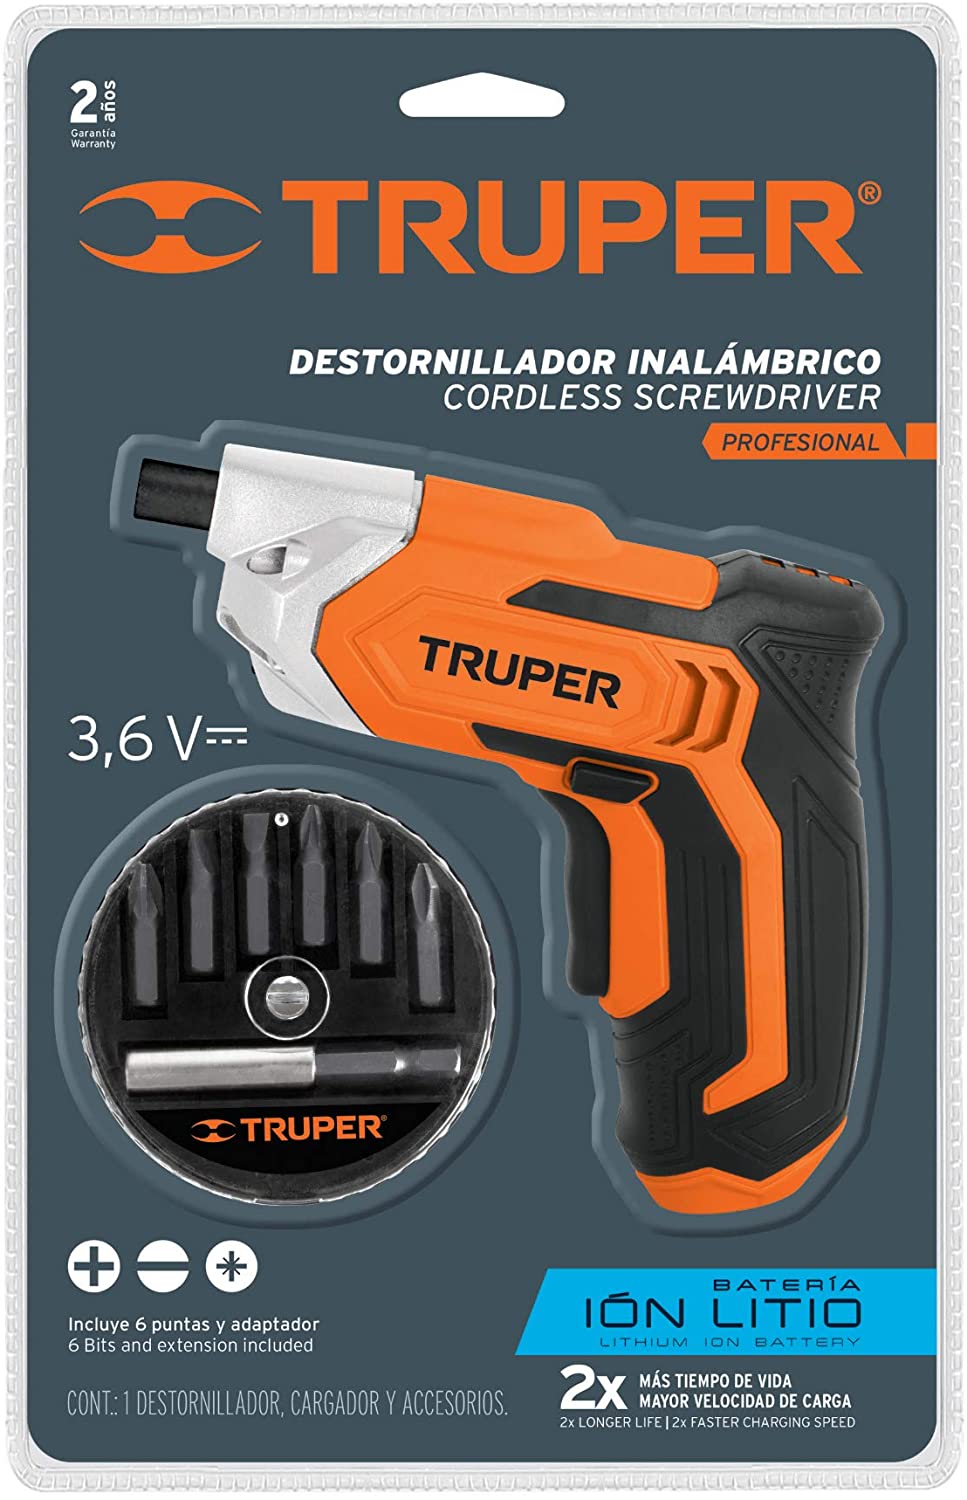 2 años
Garantía
Warranty
TRUPER®
DESTORNILLADOR INALÁMBRICO
CORDLESS SCREWDRIVER
PROFESIONAL
TRUPER
3,6 V
TRUPER®
Incluye 6 puntas y adaptador
6 Bits and extension included
CONT.: 1 DESTORNILLADOR, CARGADOR Y ACCESORIOS.
BATERÍA
IÓN LITIO
LITHIUM ION BATTERY
2x
MÁS TIEMPO DE VIDA
MAYOR VELOCIDAD DE CARGA
2x LONGER LIFE | 2x FASTER CHARGING SPEED